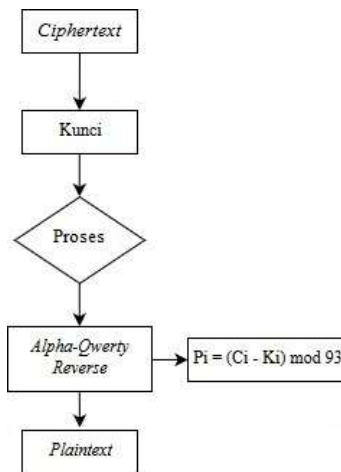 Ciphertext
Kunci
Proses
Alpha-Qwerty
Reverse
Pi = (Ci - Ki) mod 93
Plaintext